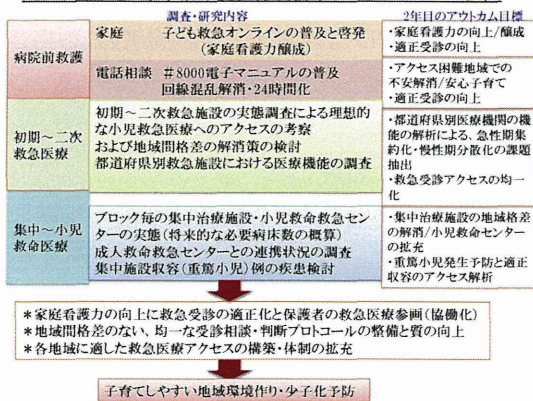 調査・研究内容
2年目のアウトカム目標
病院前救護
家庭 子ども救急オンラインの普及と啓発
(家庭看護力醸成)
・家庭看護力の向上/醸成
・適正受診の向上
電話相談 #8000電子マニュアルの普及
回線混乱解消・24時間化
・アクセス困難地域での
不安解消/安心子育て
・適正受診の向上
初期~二次
救急医療
初期~二次救急施設の実態調査による理想的
な小児救急医療へのアクセスの考察
および地域間格差の解消策の検討
都道府県別救急施設における医療機能の調査
・都道府県別医療機関の機
能の解析による、急性期集
約化・慢性期分散化の課題
抽出
・救急受診アクセスの均一
化
集中~小児
救命医療
ブロック毎の集中治療施設・小児救命救急セン
ターの実態(将来的な必要病床数の概算)
成人救命救急センターとの連携状況の調査
集中施設収容(重篤小児)例の疾患検討
・集中治療施設の地域格差
の解消/小児救命センター
の拡充
・重篤小児発生予防と適正
収容のアクセス解析
*家庭看護力の向上に救急受診の適正化と保護者の救急医療参画(協働化)
*地域間格差のない、均一な受診相談・判断プロトコールの整備と質の向上
*各地域に適した救急医療アクセスの構築・体制の拡充
子育てしやすい地域環境作り・少子化予防